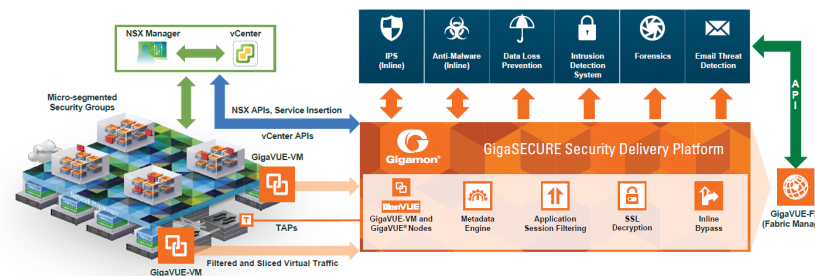 NSX Manager
vCenter
IPS
(Inline)
Anti-Malware
(Inline)
Data Loss
Prevention
Intrusion
Detection
System
Forensics
Email Threat
Detection
API
Micro-segmented
Security Groups
NSX APIs, Service Insertion
vCenter APIs
Internet
GigaVUE-VM
Gigamon®
GigaSECURE Security Delivery Platform
GigaVUE
GigaVUE-VM and
GigaVUE® Nodes
Metadata
Engine
Application
Session Filtering
SSL
Decryption
Inline
Bypass
GigaVUE-F
(Fabric Manag
T
TAPs
Filtered and Sliced Virtual Traffic
GigaVUE-VM